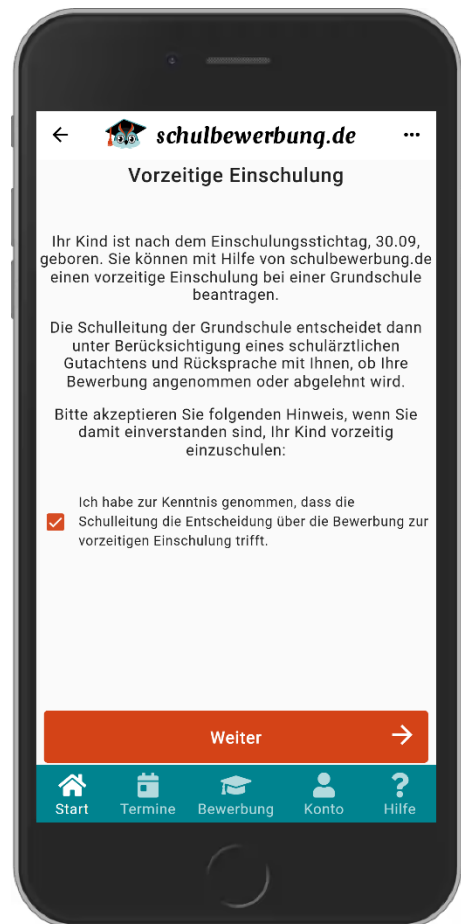 schulbewerbung.de
Vorzeitige Einschulung
Ihr Kind ist nach dem Einschulungsstichtag, 30.09,
geboren. Sie können mit Hilfe von schulbewerbung.de
einen vorzeitige Einschulung bei einer Grundschule
beantragen.
Die Schulleitung der Grundschule entscheidet dann
unter Berücksichtigung eines schulärztlichen
Gutachtens und Rücksprache mit Ihnen, ob Ihre
Bewerbung angenommen oder abgelehnt wird.
Bitte akzeptieren Sie folgenden Hinweis, wenn Sie
damit einverstanden sind, Ihr Kind vorzeitig
einzuschulen:
Ich habe zur Kenntnis genommen, dass die
Schulleitung die Entscheidung über die Bewerbung zur
vorzeitigen Einschulung trifft.
Weiter
Start Termine Bewerbung Konto Hilfe